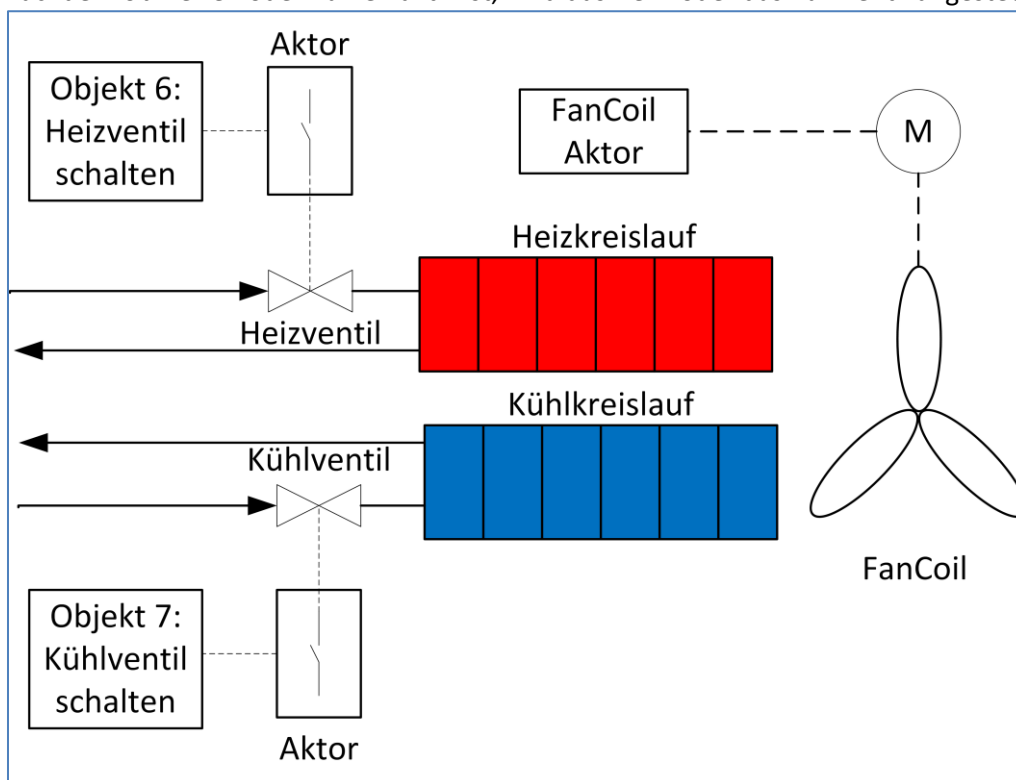 Aktor
Objekt 6:
Heizventil
schalten
FanCoil
Aktor
M
Heizkreislauf
Heizventil
Kühlkreislauf
Kühlventil
FanCoil
Objekt 7:
Kühlventil
schalten
Aktor